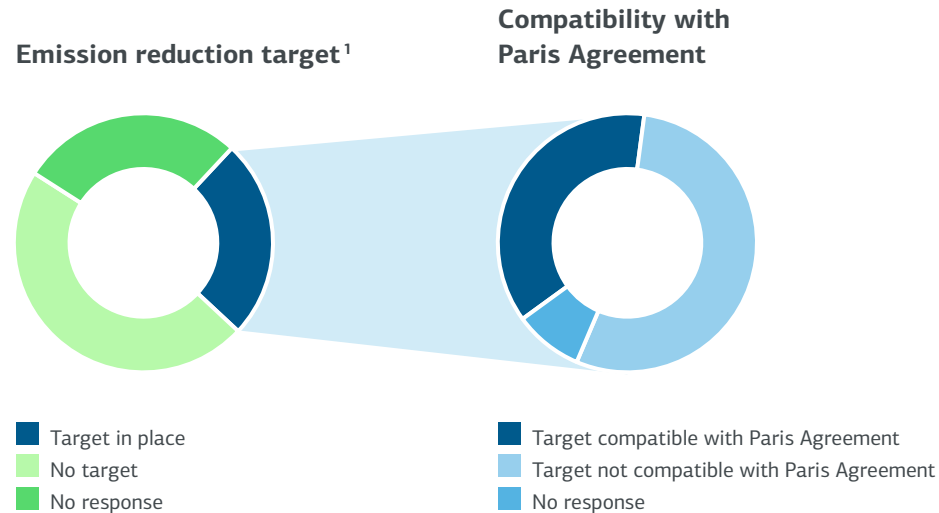 Emission reduction target¹
Compatibility with
Paris Agreement
Target in place
No target
No response
Target compatible with Paris Agreement
Target not compatible with Paris Agreement
No response